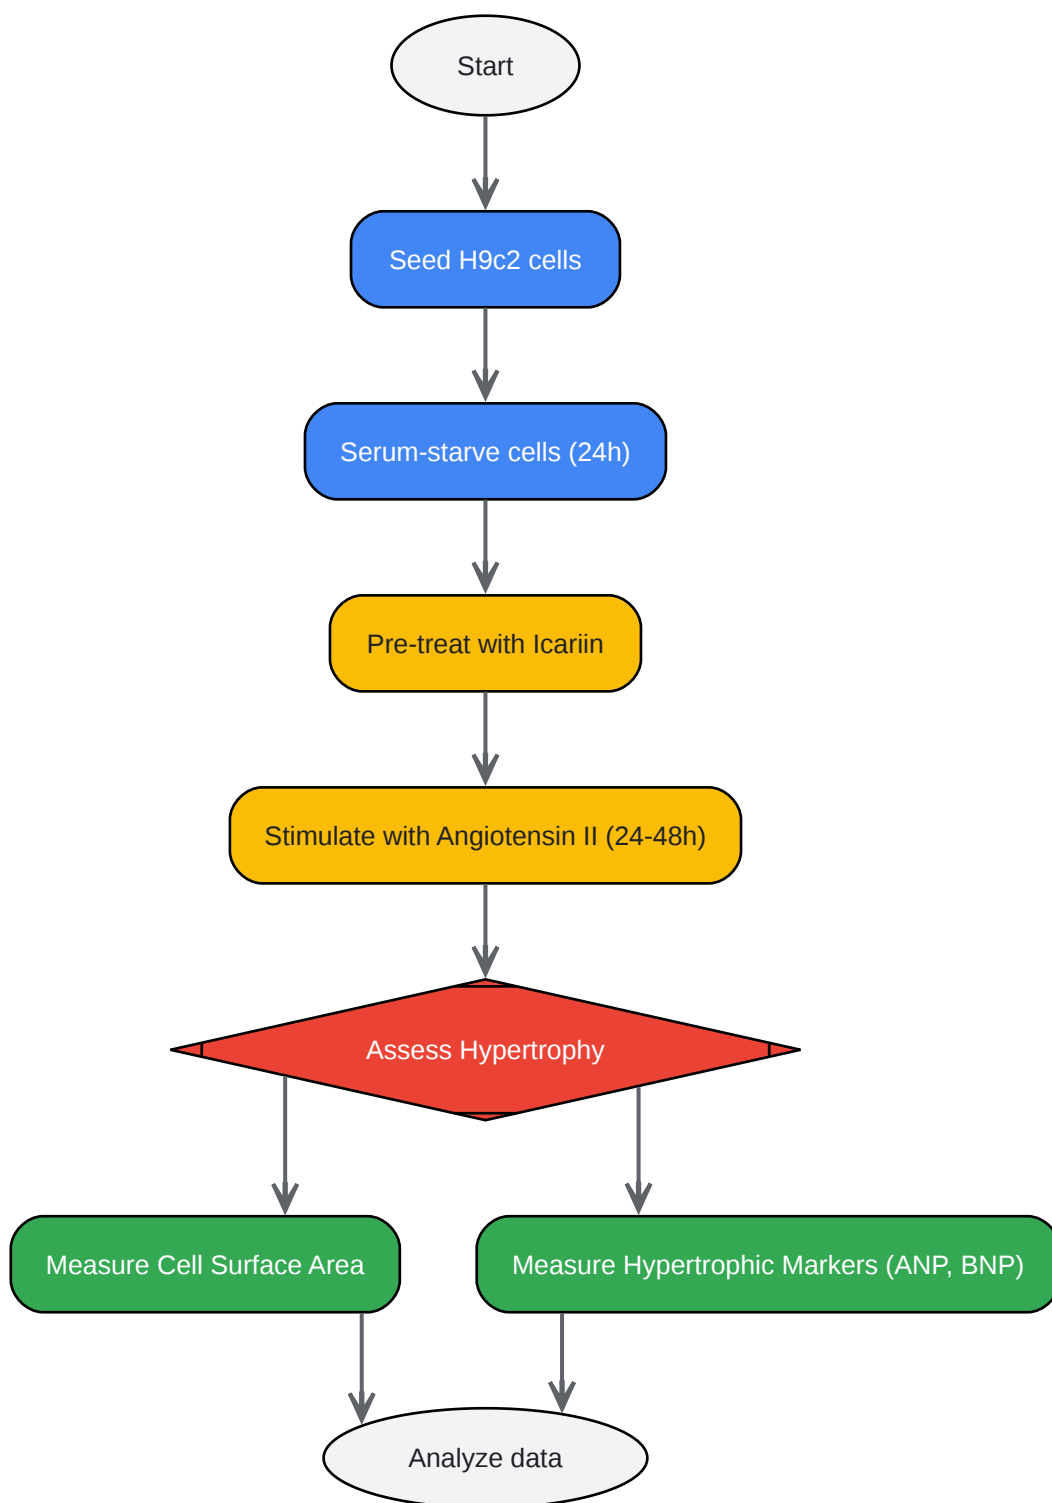 Start
Seed H9c2 cells
Serum-starve cells (24h)
Pre-treat with Icariin
Stimulate with Angiotensin II (24-48h)
Assess Hypertrophy
Measure Cell Surface Area
Measure Hypertrophic Markers (ANP, BNP)
Analyze data